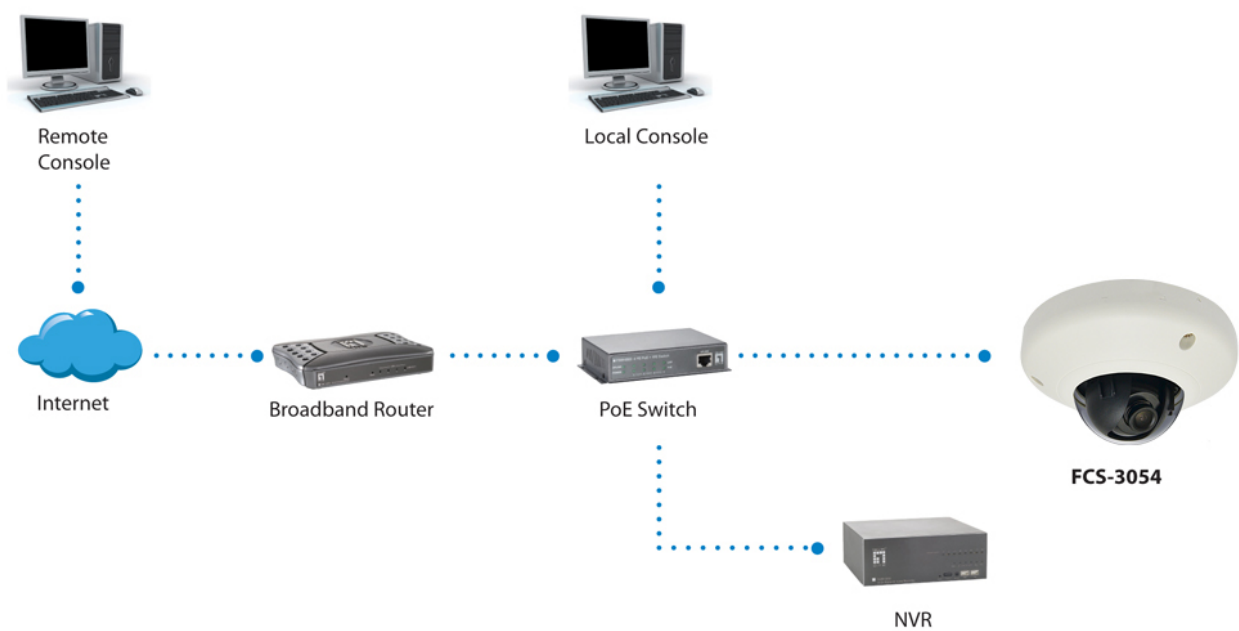 Remote
Console
Local Console
Internet
Broadband Router
PoE Switch
FCS-3054
NVR